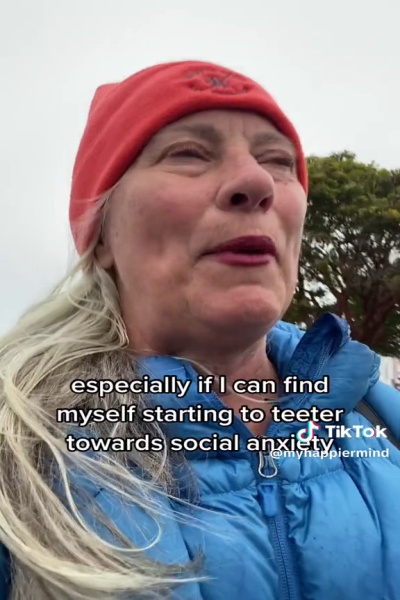 especially if I can find
myself starting to teeter
towards social anxiety
TikTok
@myhappiermind